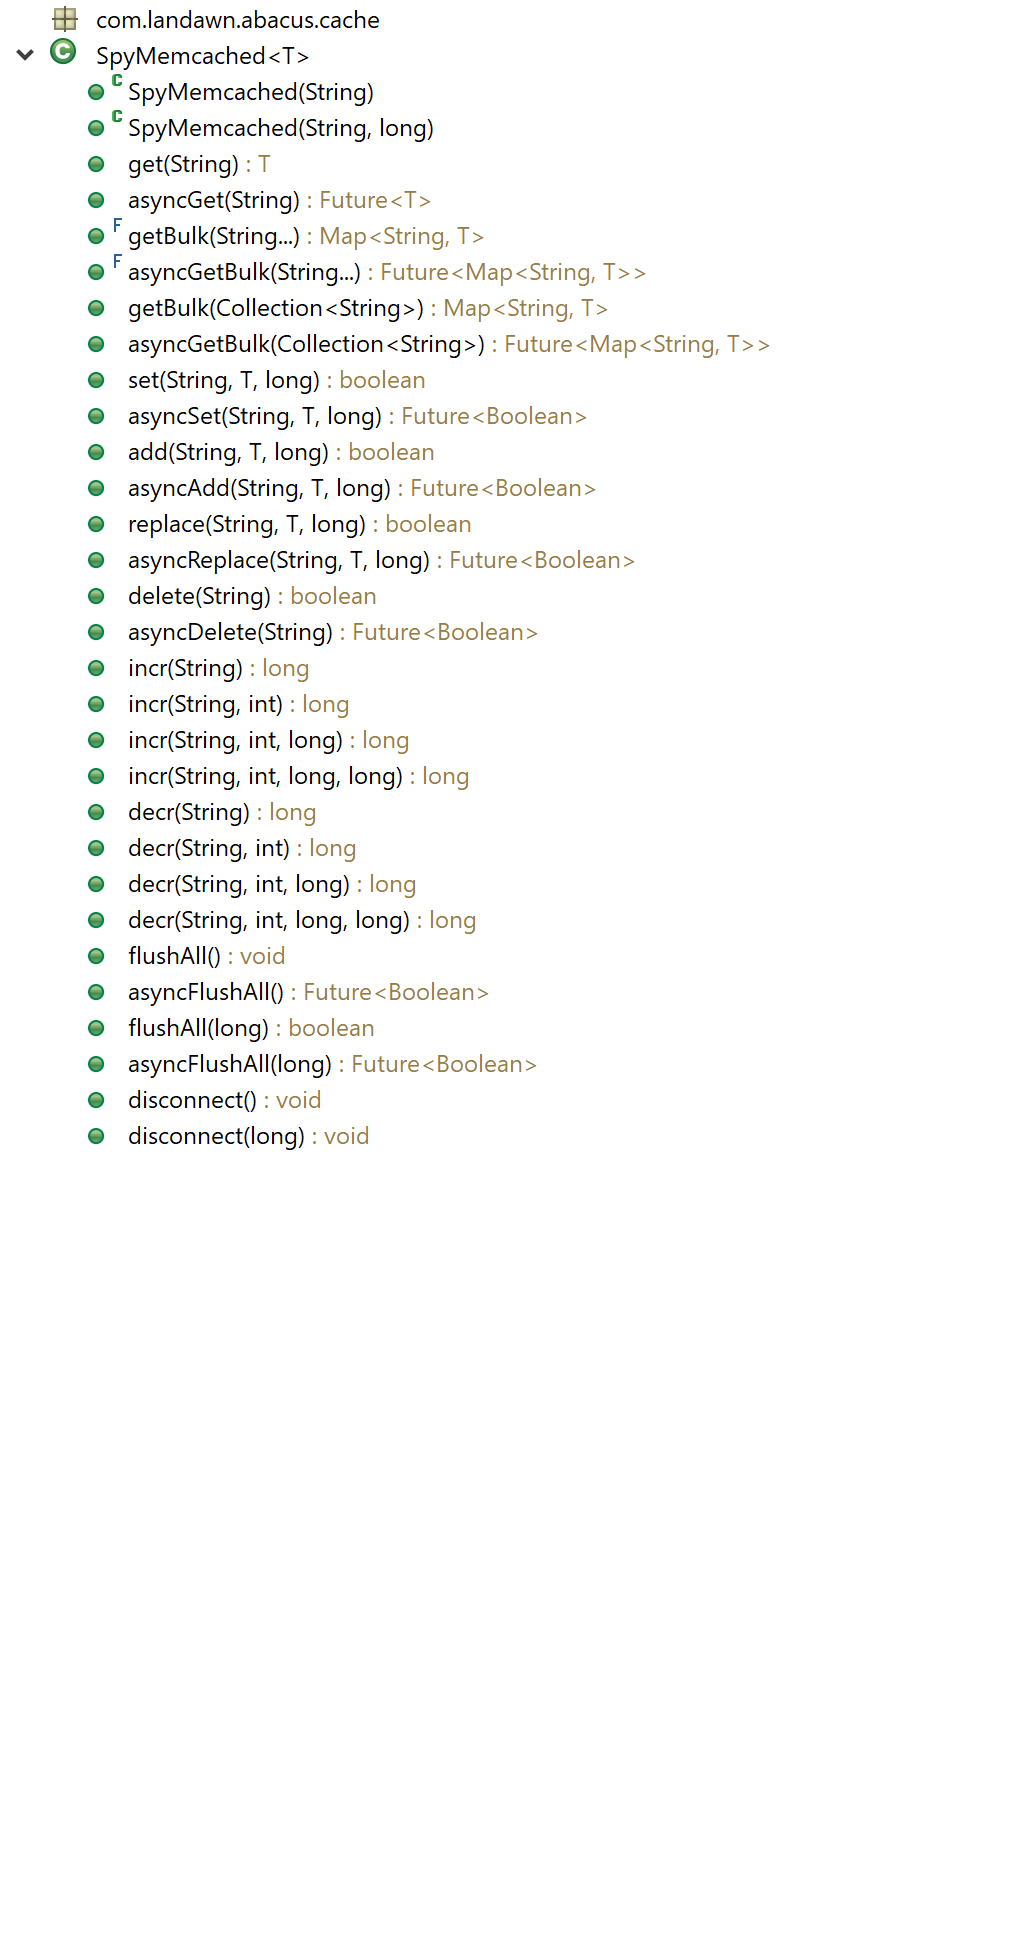 com.landawn.abacus.cache
SpyMemcached<T>
SpyMemcached(String)
SpyMemcached(String, long)
get(String) : T
asyncGet(String) : Future<T>
getBulk(String...) : Map<String, T>
asyncGetBulk(String...) : Future<Map<String, T>>
getBulk(Collection<String>) : Map<String, T>
asyncGetBulk(Collection<String>) : Future<Map<String, T>>
set(String, T, long) : boolean
asyncSet(String, T, long) : Future<Boolean>
add(String, T, long) : boolean
asyncAdd(String, T, long) : Future<Boolean>
replace(String, T, long) : boolean
asyncReplace(String, T, long) : Future<Boolean>
delete(String) : boolean
asyncDelete(String) : Future<Boolean>
incr(String) : long
incr(String, int) : long
incr(String, int, long) : long
incr(String, int, long, long) : long
decr(String) : long
decr(String, int) : long
decr(String, int, long) : long
decr(String, int, long, long) : long
flushAll() : void
asyncFlushAll() : Future<Boolean>
flushAll(long) : boolean
asyncFlushAll(long) : Future<Boolean>
disconnect() : void
disconnect(long) : void